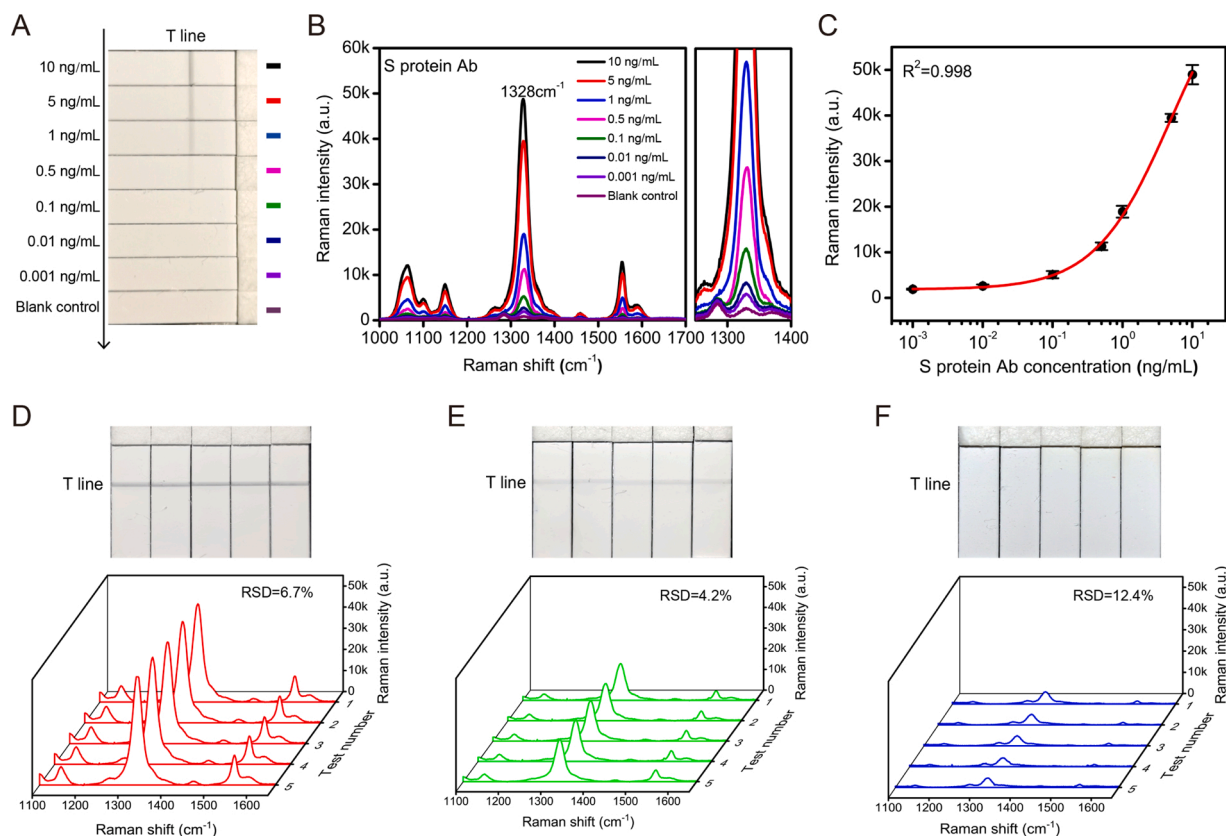 A
T line
10 ng/mL
5 ng/mL
1 ng/mL
0.5 ng/mL
0.1 ng/mL
0.01 ng/mL
0.001 ng/mL
Blank control
B
60k
50k
40k
30k
20k
10k
0
Raman intensity (a.u.)
S protein Ab
1328cm⁻¹
10 ng/mL
5 ng/mL
1 ng/mL
0.5 ng/mL
0.1 ng/mL
0.01 ng/mL
0.001 ng/mL
Blank control
1000 1100 1200 1300 1400 1500 1600 1700
1200 1300 1400
Raman shift (cm⁻¹)
C
R²=0.998
50k
40k
30k
20k
10k
0
Raman intensity (a.u.)
10⁻³ 10⁻² 10⁻¹ 10⁰ 10¹
S protein Ab concentration (ng/mL)
D
T line
RSD=6.7%
50k
40k
30k
20k
10k
0
Raman intensity (a.u.)
1
2
3
4
5
Test number
1100 1200 1300 1400 1500 1600
Raman shift (cm⁻¹)
E
T line
RSD=4.2%
50k
40k
30k
20k
10k
0
Raman intensity (a.u.)
1
2
3
4
5
Test number
1100 1200 1300 1400 1500 1600
Raman shift (cm⁻¹)
F
T line
RSD=12.4%
50k
40k
30k
20k
10k
0
Raman intensity (a.u.)
1
2
3
4
5
Test number
1100 1200 1300 1400 1500 1600
Raman shift (cm⁻¹)